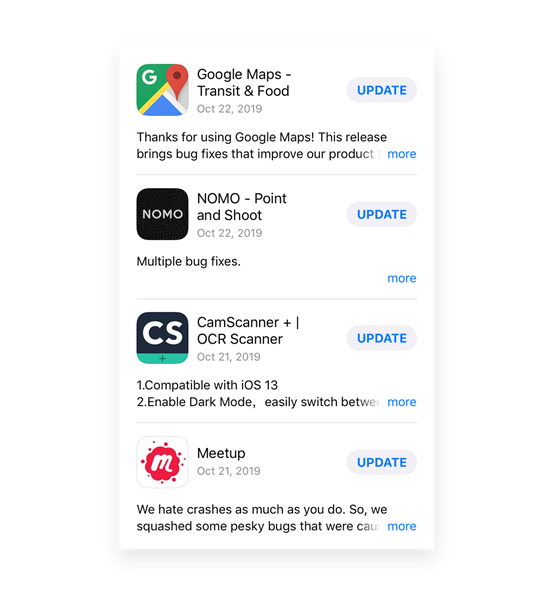 G
Google Maps -
Transit & Food
Oct 22, 2019
UPDATE
Thanks for using Google Maps! This release
brings bug fixes that improve our product
more
NOMO
NOMO - Point
and Shoot
Oct 22, 2019
UPDATE
Multiple bug fixes.
more
CS
+
CamScanner + |
OCR Scanner
Oct 21, 2019
UPDATE
1.Compatible with iOS 13
2.Enable Dark Mode，easily switch betwee
more
m
Meetup
Oct 21, 2019
UPDATE
We hate crashes as much as you do. So, we
squashed some pesky bugs that were cau
more